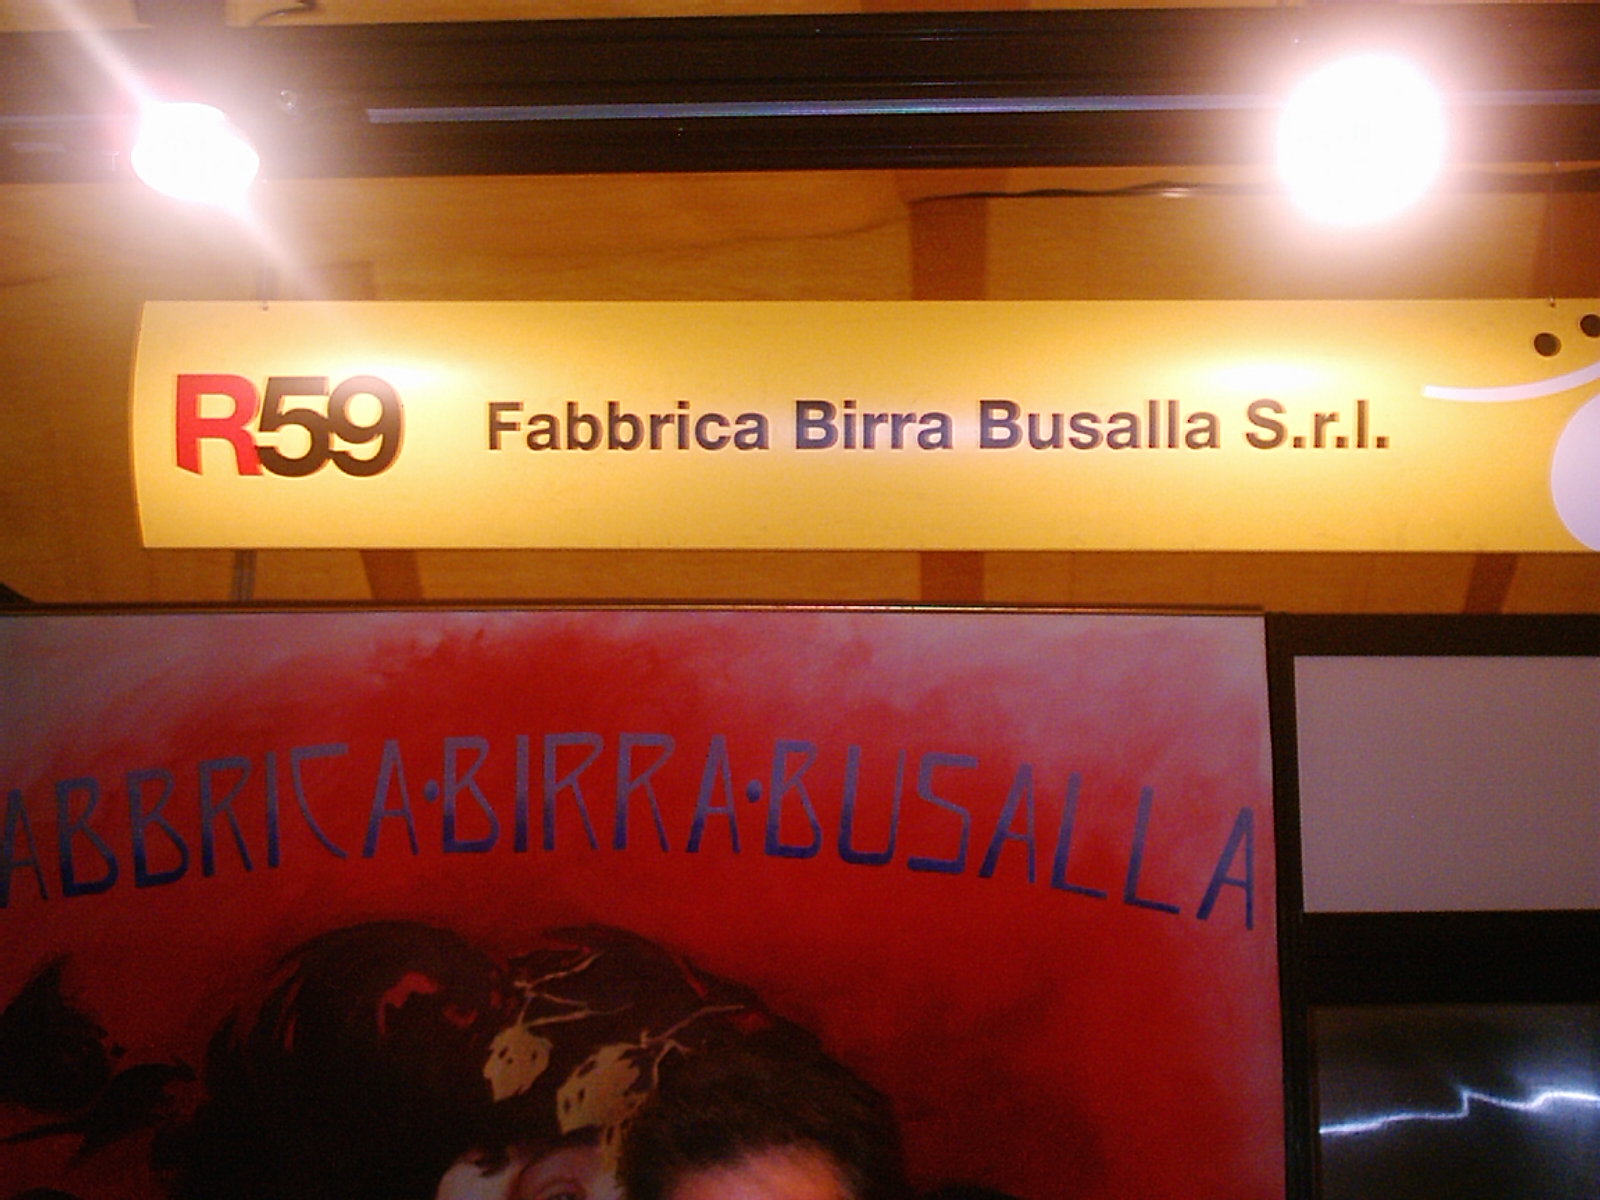 R59 Fabbrica Birra Busalla S.r.l.
ABBRICA·BIRRA·BUSALLA